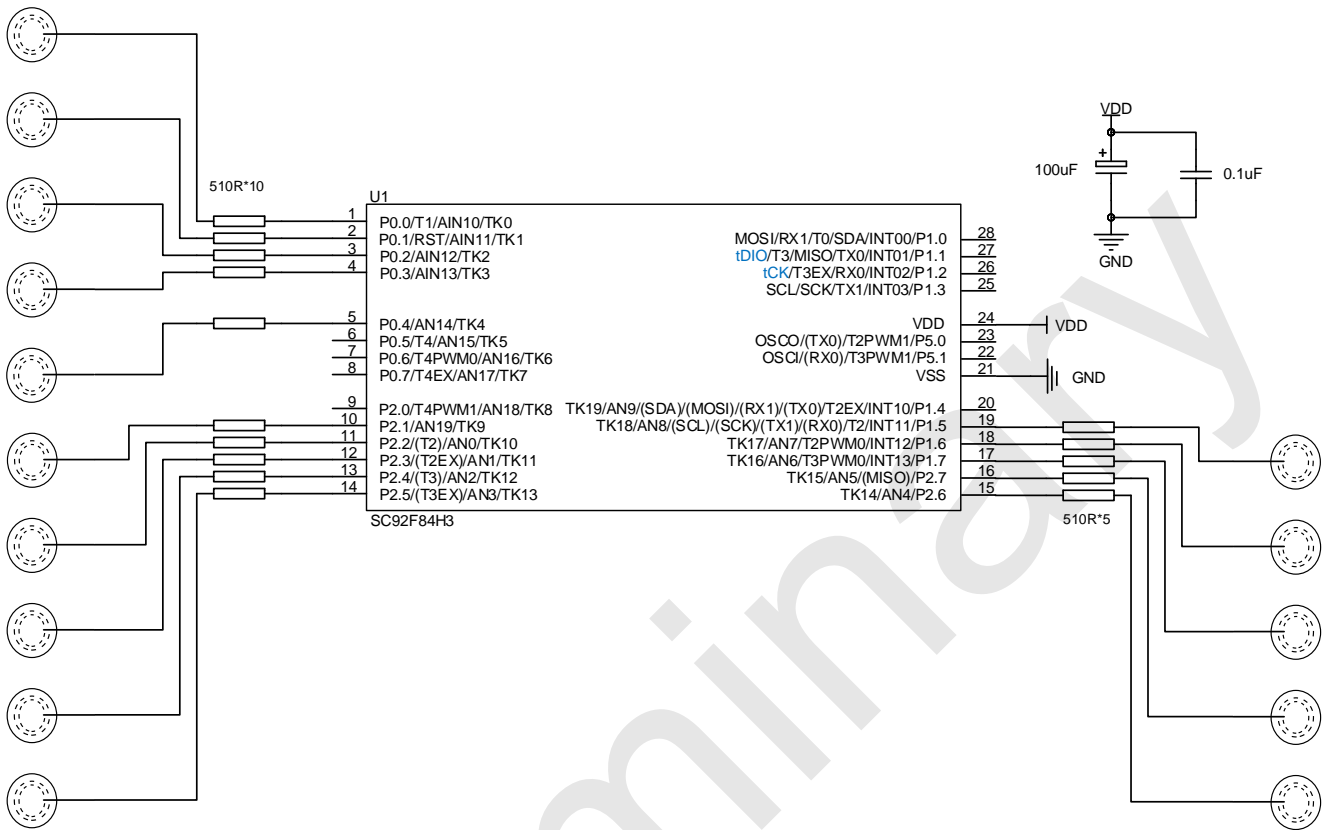 510R*10
U1
1 P0.0/T1/AIN10/TK0
2 P0.1/RST/AIN11/TK1
3 P0.2/AIN12/TK2
4 P0.3/AIN13/TK3
5 P0.4/AN14/TK4
6 P0.5/T4/AN15/TK5
7 P0.6/T4PWM0/AN16/TK6
8 P0.7/T4EX/AN17/TK7
9 P2.0/T4PWM1/AN18/TK8
10 P2.1/AN19/TK9
11 P2.2/(T2)/AN0/TK10
12 P2.3/(T2EX)/AN1/TK11
13 P2.4/(T3)/AN2/TK12
14 P2.5/(T3EX)/AN3/TK13
MOSI/RX1/T0/SDA/INT00/P1.0 28
tDIO/T3/MISO/TX0/INT01/P1.1 27
tCK/T3EX/RX0/INT02/P1.2 26
SCL/SCK/TX1/INT03/P1.3 25
VDD 24 VDD
OSCO/(TX0)/T2PWM1/P5.0 23
OSCI/(RX0)/T3PWM1/P5.1 22
VSS 21 GND
TK19/AN9/(SDA)/(MOSI)/(RX1)/(TX0)/T2EX/INT10/P1.4 20
TK18/AN8/(SCL)/(SCK)/(TX1)/(RX0)/T2/INT11/P1.5 19
TK17/AN7/T2PWM0/INT12/P1.6 18
TK16/AN6/T3PWM0/INT13/P1.7 17
TK15/AN5/(MISO)/P2.7 16
TK14/AN4/P2.6 15
SC92F84H3
510R*5
VDD
+
100uF
0.1uF
GND
minary